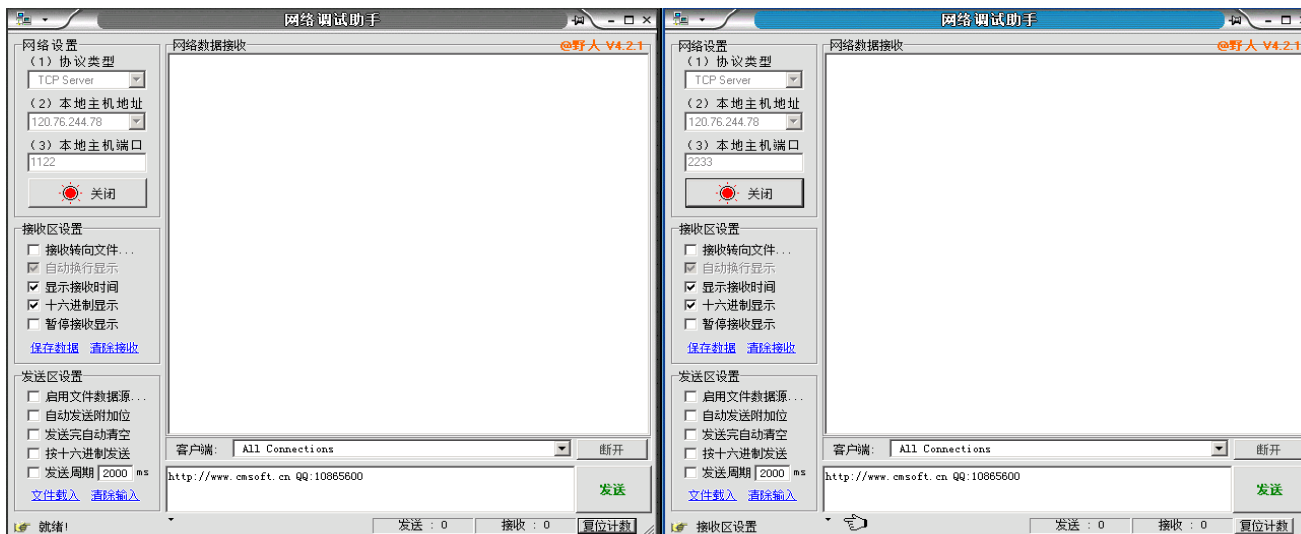 网络调试助手
网络设置
网络数据接收
@野人 V4.2.1
(1) 协议类型
TCP Server
(2) 本地主机地址
120.76.244.78
(3) 本地主机端口
1122
关闭
接收区设置
接收转向文件...
自动换行显示
显示接收时间
十六进制显示
暂停接收显示
保存数据 清除接收
发送区设置
启用文件数据源...
自动发送附加位
发送完自动清空
按十六进制发送
发送周期 2000 ms
文件载入 清除输入
客户端: All Connections 断开
http://www.cmsoft.cn QQ:10865600
发送
就绪! 发送 : 0 接收 : 0 复位计数
网络调试助手
网络设置
网络数据接收
@野人 V4.2.1
(1) 协议类型
TCP Server
(2) 本地主机地址
120.76.244.78
(3) 本地主机端口
2233
关闭
接收区设置
接收转向文件...
自动换行显示
显示接收时间
十六进制显示
暂停接收显示
保存数据 清除接收
发送区设置
启用文件数据源...
自动发送附加位
发送完自动清空
按十六进制发送
发送周期 2000 ms
文件载入 清除输入
客户端: All Connections 断开
http://www.cmsoft.cn QQ:10865600
发送
接收区设置 发送 : 0 接收 : 0 复位计数